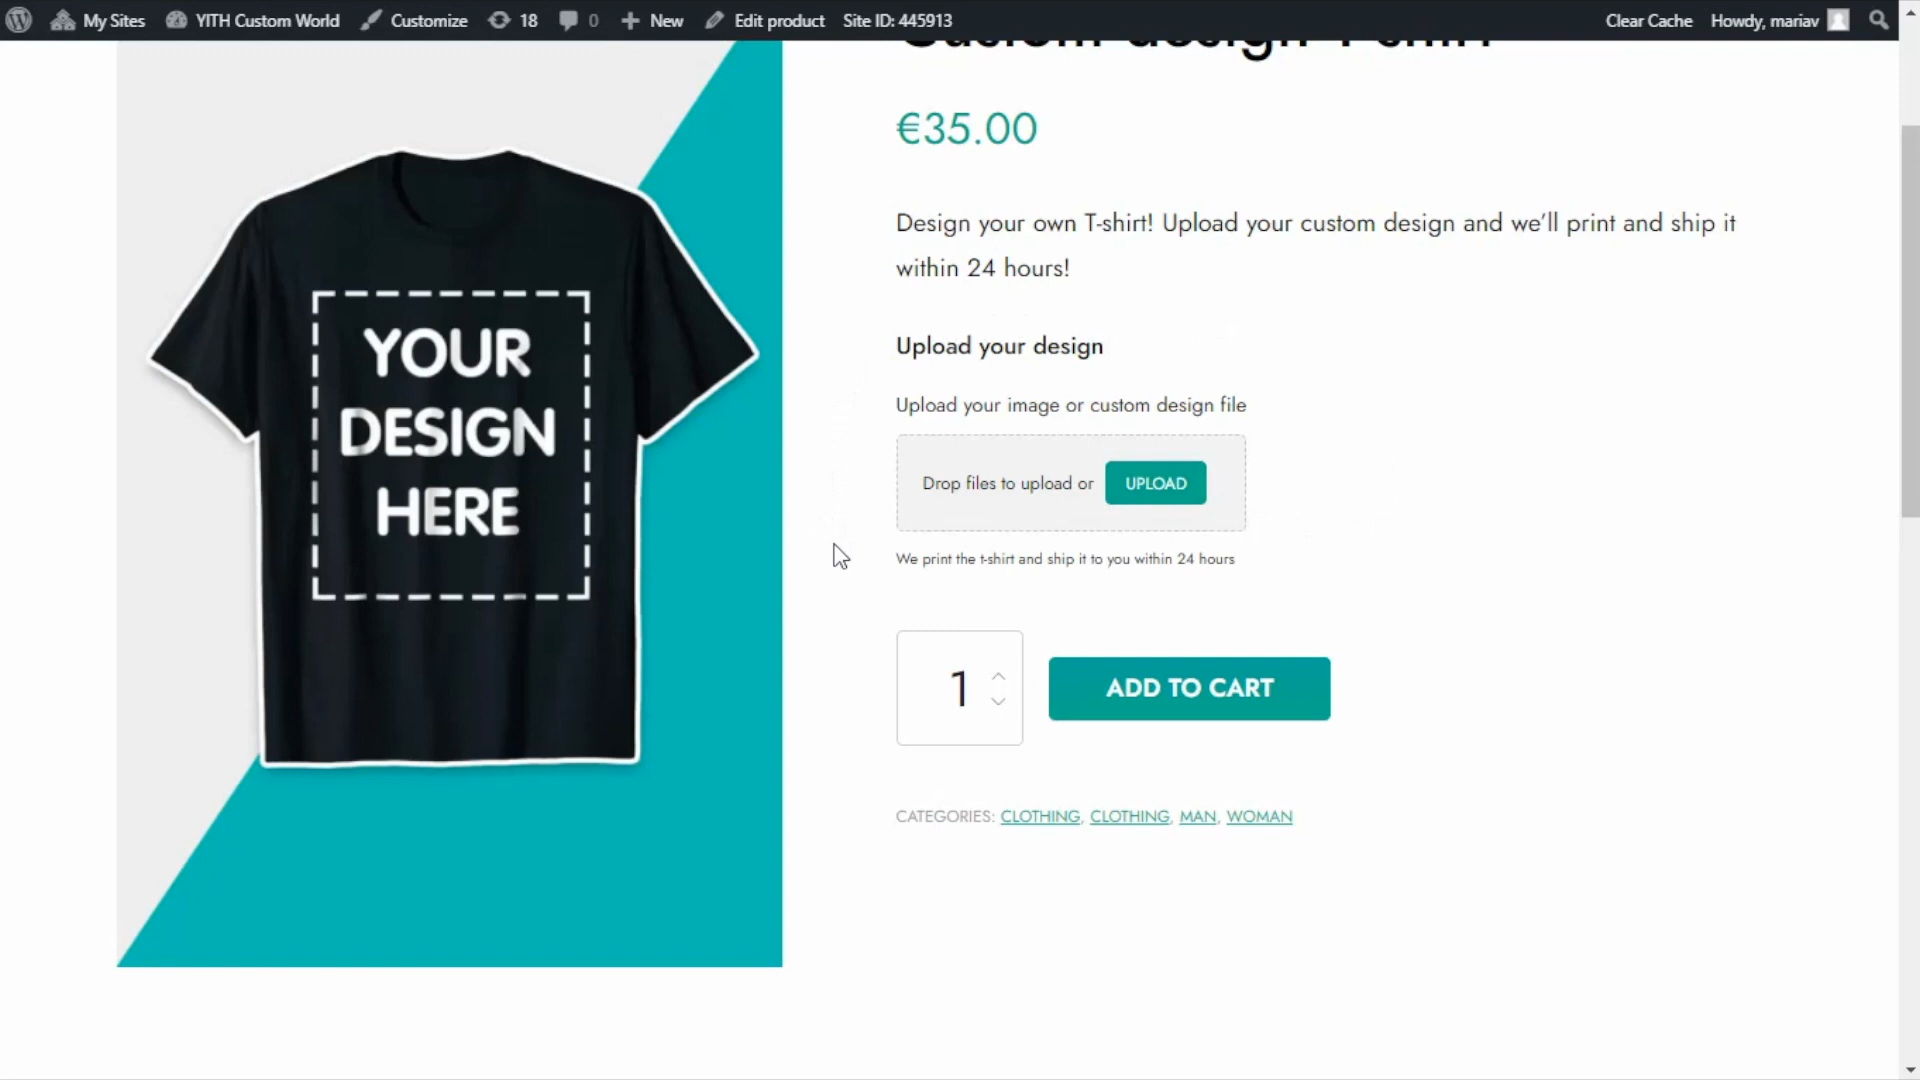 My Sites YITH Custom World Customize 18 0 New Edit product Site ID: 445913 Clear Cache Howdy, mariav
Custom design T-shirt
€35.00
Design your own T-shirt! Upload your custom design and we'll print and ship it
within 24 hours!
Upload your design
Upload your image or custom design file
Drop files to upload or UPLOAD
We print the t-shirt and ship it to you within 24 hours
1 ADD TO CART
CATEGORIES: CLOTHING, CLOTHING, MAN, WOMAN
YOUR
DESIGN
HERE